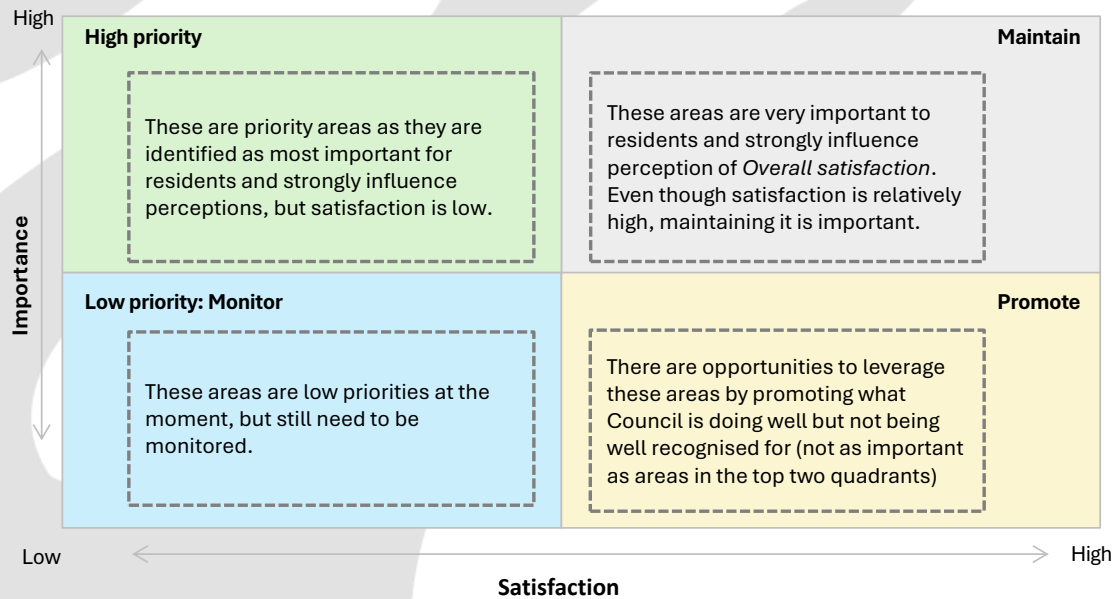 High
High priority
Maintain
These are priority areas as they are
identified as most important for
residents and strongly influence
perceptions, but satisfaction is low.
These areas are very important to
residents and strongly influence
perception of Overall satisfaction.
Even though satisfaction is relatively
high, maintaining it is important.
Importance
Low priority: Monitor
Promote
These areas are low priorities at the
moment, but still need to be
monitored.
There are opportunities to leverage
these areas by promoting what
Council is doing well but not being
well recognised for (not as important
as areas in the top two quadrants)
Low
High
Satisfaction